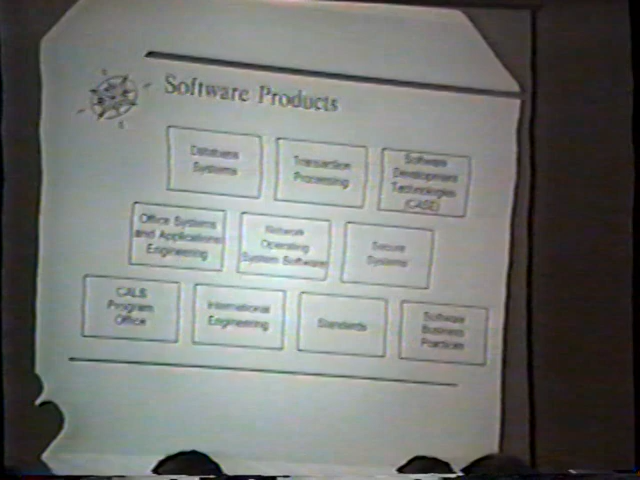 Software Products
Database
Systems
Transaction
Processing
Software
Development
Technologies
(CASE)
Office Systems
and Applications
Engineering
Network
Operating
System Software
Secure
Systems
CALS
Program
Office
International
Engineering
Standards
Software
Business
Practices